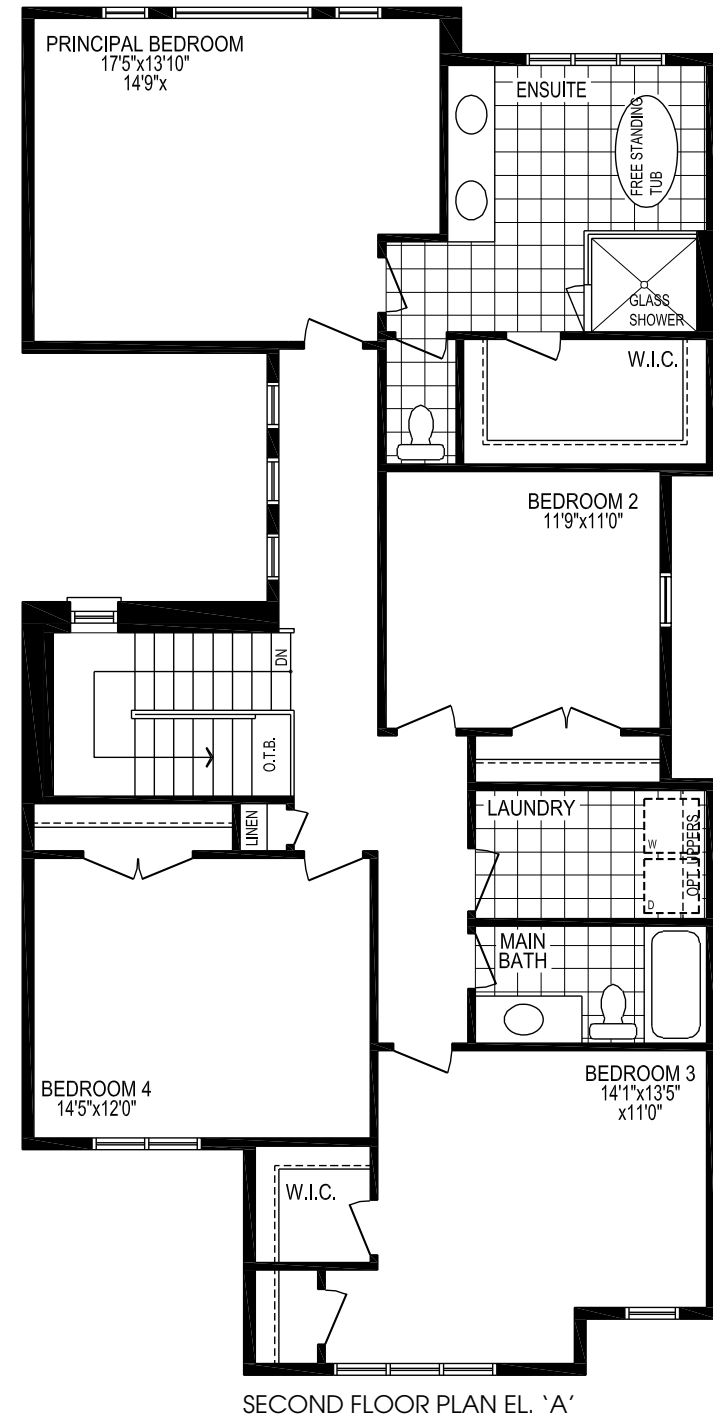 PRINCIPAL BEDROOM
17'5"x13'10"
14'9"x
ENSUITE
FREE STANDING
TUB
GLASS
SHOWER
W.I.C.
BEDROOM 2
11'9"x11'0"
DN
O.T.B.
LINEN
LAUNDRY
W
D
OPT. UPPERS
MAIN
BATH
BEDROOM 4
14'5"x12'0"
BEDROOM 3
14'1"x13'5"
x11'0"
W.I.C.
SECOND FLOOR PLAN EL. `A'